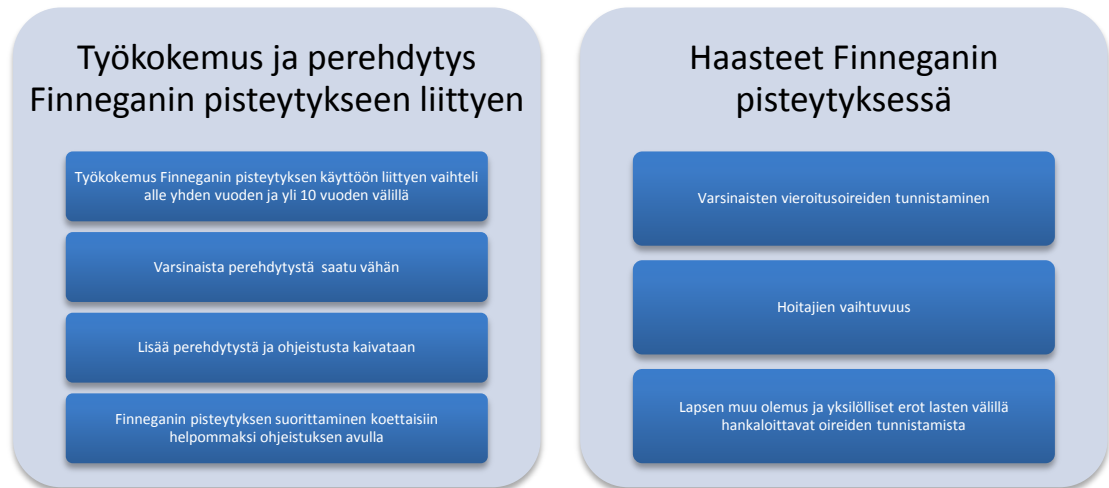 Työkokemus ja perehdytys
Finneganin pisteytykseen liittyen
Työkokemus Finneganin pisteytyksen käyttöön liittyen vaihteli
alle yhden vuoden ja yli 10 vuoden välillä
Varsinaista perehdytystä saatu vähän
Lisää perehdytystä ja ohjeistusta kaivataan
Finneganin pisteytyksen suorittaminen koettaisiin
helpommaksi ohjeistuksen avulla
Haasteet Finneganin
pisteytyksessä
Varsinaisten vieroitusoireiden tunnistaminen
Hoitajien vaihtuvuus
Lapsen muu olemus ja yksilölliset erot lasten välillä
hankaloittavat oireiden tunnistamista